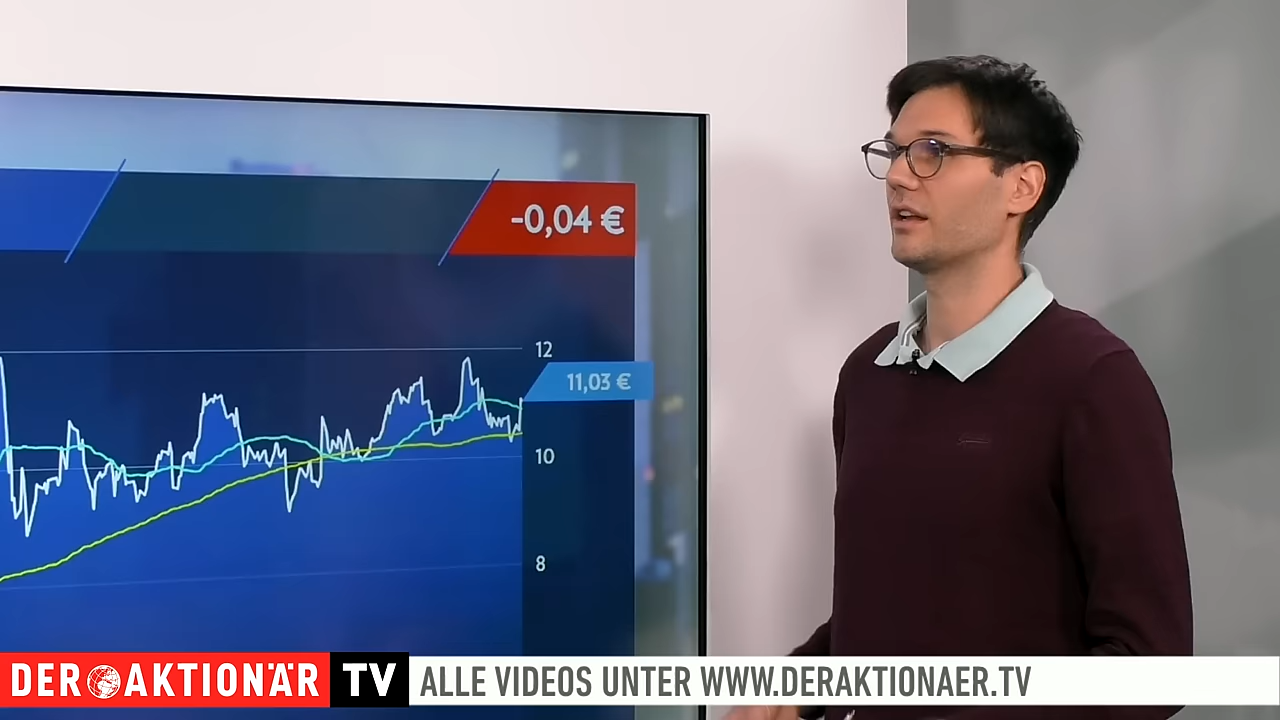 -0,04 €
12
11,03 €
10
8
DER AKTIONÄR TV
ALLE VIDEOS UNTER WWW.DERAKTIONAER.TV